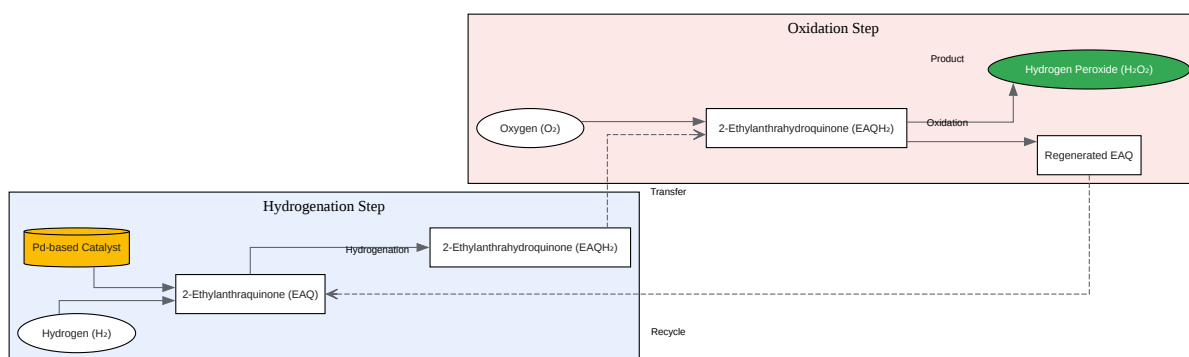 Oxidation Step
Product
Hydrogen Peroxide (H₂O₂)
Oxygen (O₂)
2-Ethylanthrahydroquinone (EAQH₂)
Oxidation
Regenerated EAQ
Transfer
Hydrogenation Step
Pd-based Catalyst
Hydrogenation
2-Ethylanthrahydroquinone (EAQH₂)
2-Ethylanthraquinone (EAQ)
Hydrogen (H₂)
Recycle